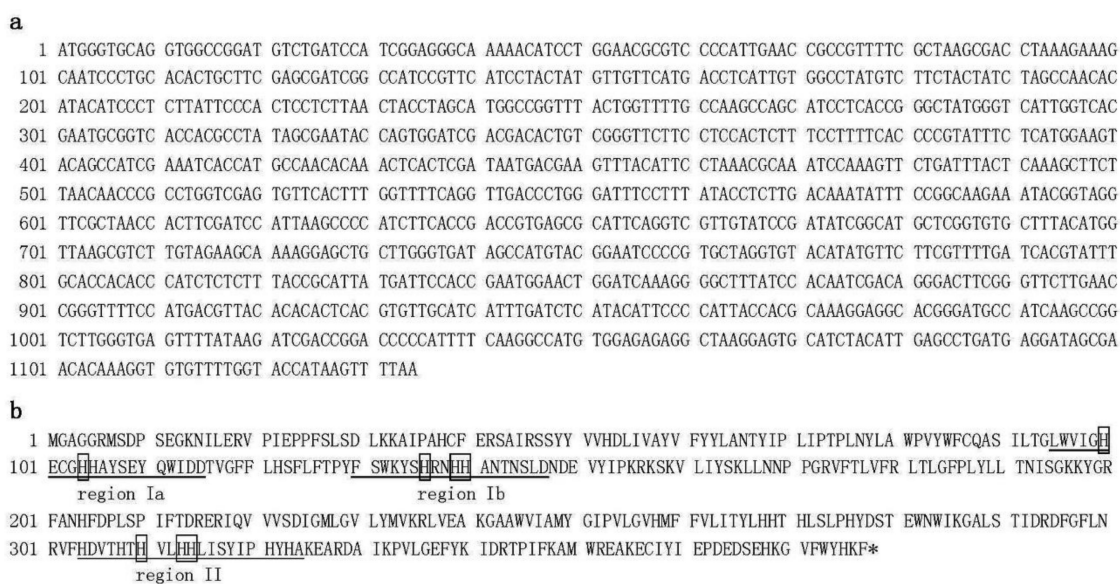 a
1 ATGGGTGCAG GTGGCCGGAT GTCTGATCCA TCGGAGGGCA AAAACATCCT GGAACGCGTC CCCATTGAAC CGCCGTTTTC GCTAAGCGAC CTAAAGAAAG
101 CAATCCCTGC ACACTGCTTC GAGCGATCGG CCATCCGTTC ATCCTACTAT GTTGTTCATG ACCTCATTGT GGCCTATGTC TTCTACTATC TAGCCAACAC
201 ATACATCCCT CTTATTCCCA CTCCTCTTAA CTACCTAGCA TGGCCGGTTT ACTGGTTTTG CCAAGCCAGC ATCCTCACCG GGCTATGGGT CATTGGTCAC
301 GAATGCGGTC ACCACGCCTA TAGCGAATAC CAGTGGATCG ACGACACTGT CGGGTTCTTC CTCCACTCTT TCCTTTTCAC CCCGTATTTC TCATGGAAGT
401 ACAGCCATCG AAATCACCAT GCCAACACAA ACTCACTCGA TAATGACGAA GTTTACATTC CTAAACGCAA ATCCAAAGTT CTGATTTACT CAAAGCTTCT
501 TAACAACCCG CCTGGTCGAG TGTTCACTTT GGTTTTCAGG TTGACCCTGG GATTTCCTTT ATACCTCTTG ACAAATATTT CCGGCAAGAA ATACGGTAGG
601 TTCGCTAACC ACTTCGATCC ATTAAGCCCC ATCTTCACCG ACCGTGAGCG CATTCAGGTC GTTGTATCCG ATATCGGCAT GCTCGGTGTG CTTTACATGG
701 TTAAGCGTCT TGTAGAAGCA AAAGGAGCTG CTTGGGTGAT AGCCATGTAC GGAATCCCCG TGCTAGGTGT ACATATGTTC TTCGTTTTGA TCACGTATTT
801 GCACCACACC CATCTCTCTT TACCGCATTA TGATTCCACC GAATGGAACT GGATCAAAGG GGCTTTATCC ACAATCGACA GGGACTTCGG GTTCTTGAAC
901 CGGGTTTTCC ATGACGTTAC ACACACTCAC GTGTTGCATC ATTTGATCTC ATACATTCCC CATTACCACG CAAAGGAGGC ACGGGATGCC ATCAAGCCGG
1001 TCTTGGGTGA GTTTTATAAG ATCGACCGGA CCCCCATTTT CAAGGCCATG TGGAGAGAGG CTAAGGAGTG CATCTACATT GAGCCTGATG AGGATAGCGA
1101 ACACAAAGGT GTGTTTTGGT ACCATAAGTT TTAA
b
1 MGAGGRMSDP SEGKNILERV PIEPPFSLSD LKKAIPAHCF ERSAIRSSYY VVHDLIVAYV FYYLANTYIP LIPTPLNYLA WPVYWFCQAS ILTGLWVIGH
101 ECGHHAYSEY QWIDDTVGFF LHSFLFTPYF SWKYSHRNHH ANTNSLDNDE VYIPKRKSKV LIYSKLLNNP PGRVFTLVFR LTLGFPLYLL TNISGKKYGR
region Ia region Ib
201 FANHFDPLSP IFTDRERIQV VVSDIGMLGV LYMVKRLVEA KGAAWVIAMY GIPVLGVHMF FVLITYLHHT HLSLPHYDST EWNWIKGALS TIDRDFGFLN
301 RVFHDVTHTH VLHHLISYIP HYHAKEARDA IKPVLGEFYK IDRTPIFKAM WREAKECIYI EPDEDSEHKG VFWYHKF*
region II